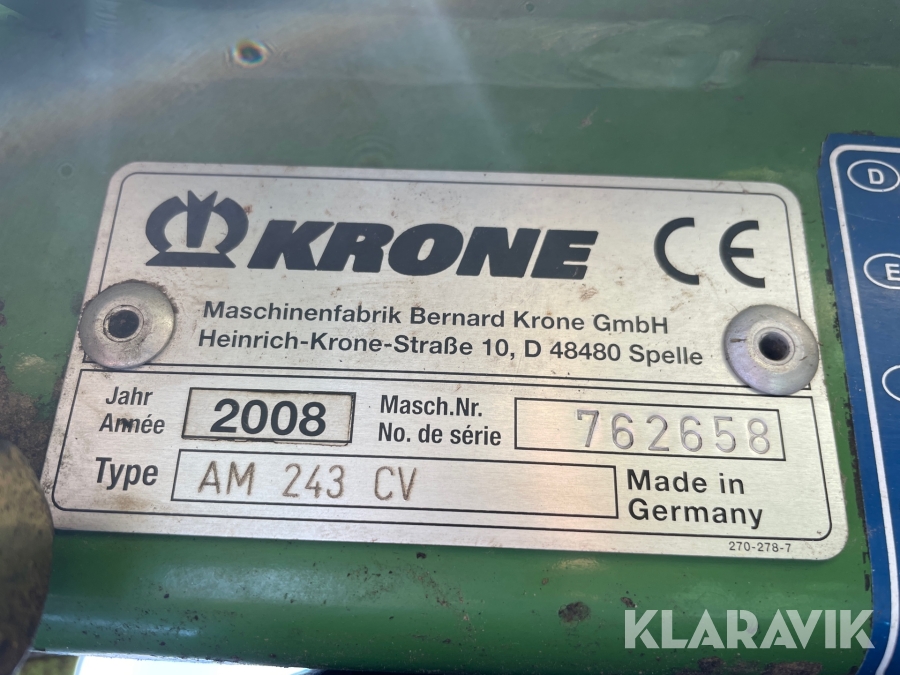 KRONE CE
Maschinenfabrik Bernard Krone GmbH
Heinrich-Krone-Straße 10, D 48480 Spelle
Jahr
Année
2008
Masch.Nr.
No. de série
762658
Type
AM 243 CV
Made in
Germany
270-278-7
D
E
KLARAVIK